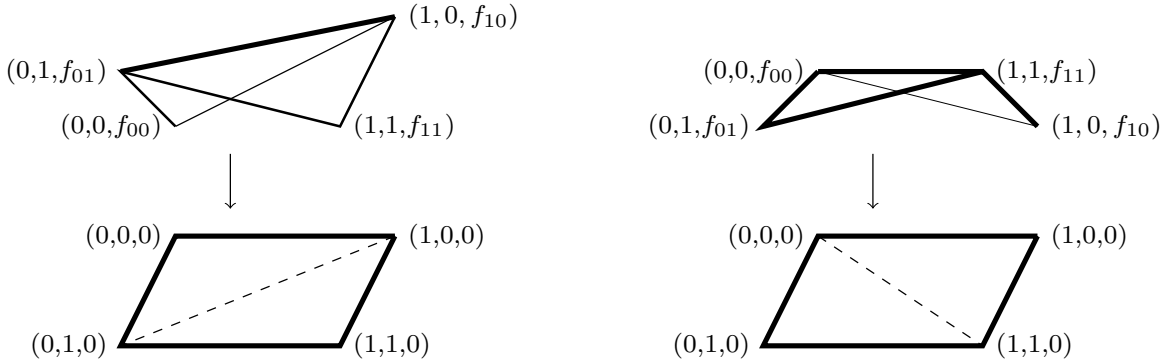 (1, 0, f₁₀)
(0,1,f₀₁)
(0,0,f₀₀)
(1,1,f₁₁)
(0,0,0)
(1,0,0)
(0,1,0)
(1,1,0)
(0,0,f₀₀)
(1,1,f₁₁)
(0,1,f₀₁)
(1, 0, f₁₀)
(0,0,0)
(1,0,0)
(0,1,0)
(1,1,0)